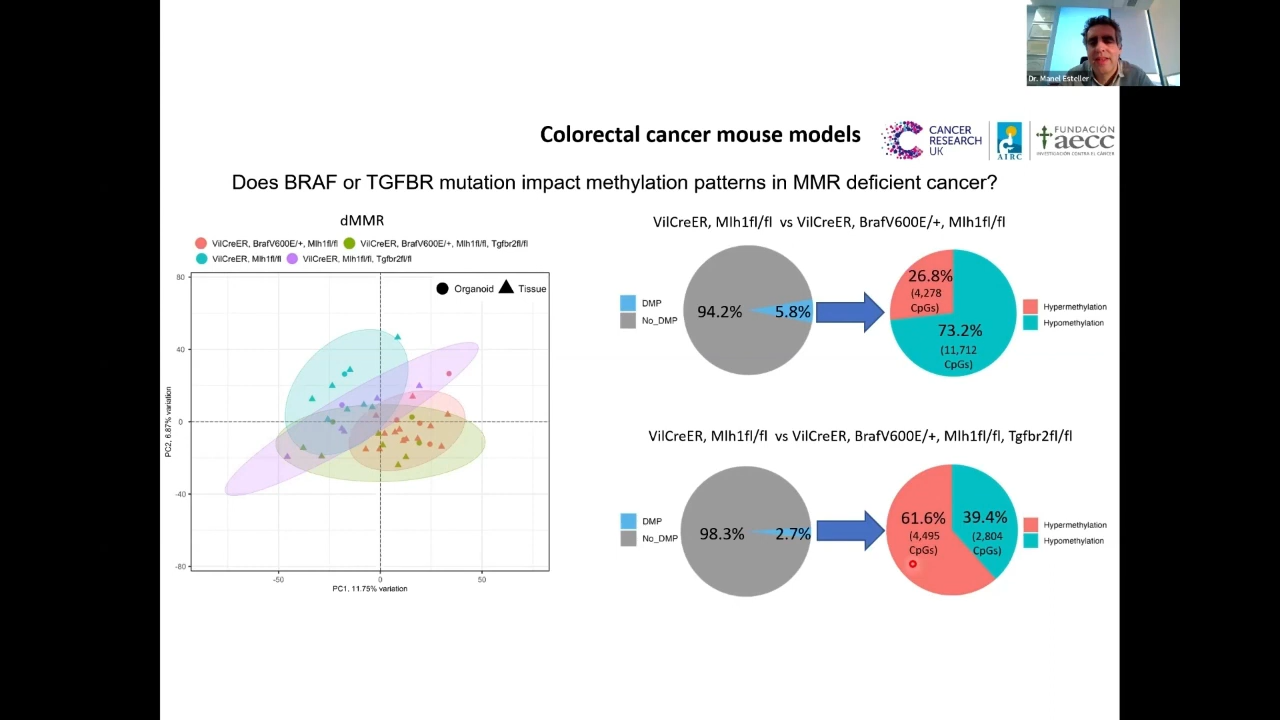 Dr. Manel Esteller
Colorectal cancer mouse models
CANCER
RESEARCH
UK
AIRC
FUNDACIÓN
aecc
INVESTIGACIÓN CONTRA EL CÁNCER
Does BRAF or TGFBR mutation impact methylation patterns in MMR deficient cancer?
dMMR
VilCreER, BrafV600E/+, Mlh1fl/fl
VilCreER, BrafV600E/+, Mlh1fl/fl, Tgfbr2fl/fl
VilCreER, Mlh1fl/fl
VilCreER, Mlh1fl/fl, Tgfbr2fl/fl
Organoid
Tissue
80
40
0
-40
-80
PC2, 6.87% variation
-50
0
50
PC1, 11.75% variation
VilCreER, Mlh1fl/fl vs VilCreER, BrafV600E/+, Mlh1fl/fl
DMP
No_DMP
94.2%
5.8%
26.8%
(4,278
CpGs)
73.2%
(11,712
CpGs)
Hypermethylation
Hypomethylation
VilCreER, Mlh1fl/fl vs VilCreER, BrafV600E/+, Mlh1fl/fl, Tgfbr2fl/fl
DMP
No_DMP
98.3%
2.7%
61.6%
(4,495
CpGs)
39.4%
(2,804
CpGs)
Hypermethylation
Hypomethylation